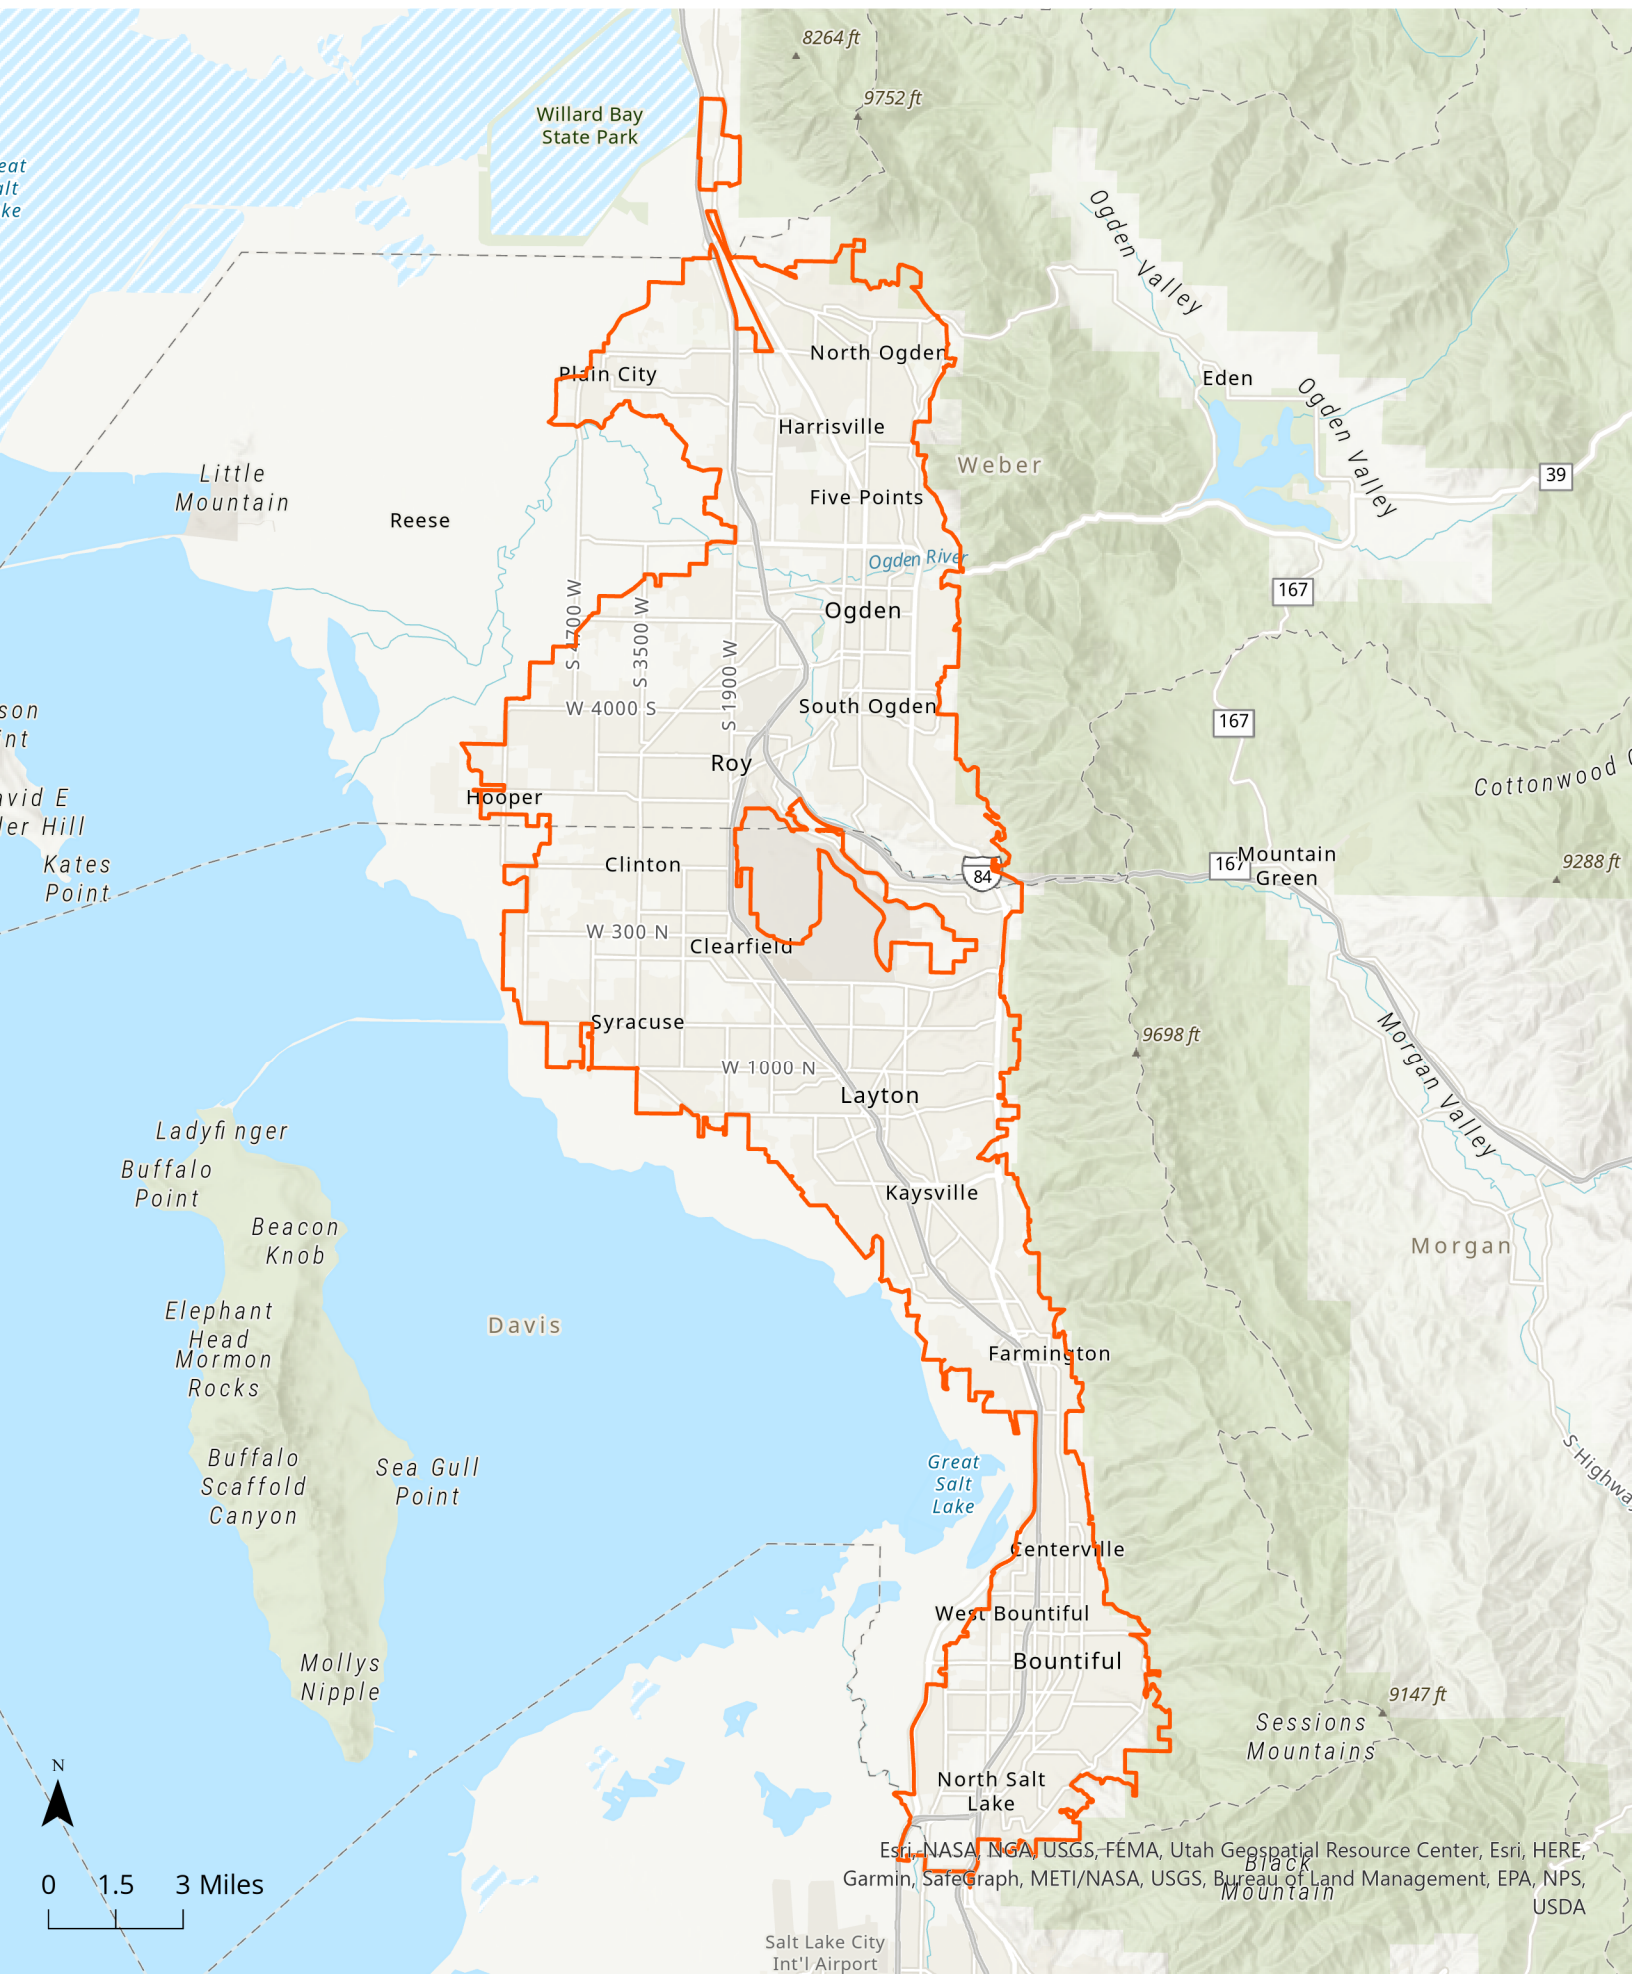 8264 ft
9752 ft
Willard Bay
State Park
eat
alt
ke
Ogden Valley
North Ogden
Plain City
Eden
Ogden Valley
Harrisville
Weber
39
Little
Mountain
Five Points
Reese
Ogden River
167
S 4700 W
S 3500 W
Ogden
S 1900 W
son
int
W 4000 S
South Ogden
167
Roy
Cottonwood
avid E
ler Hill
Hooper
Kates
Point
Clinton
84
167
Mountain
Green
9288 ft
W 300 N
Clearfield
Syracuse
9698 ft
Morgan Valley
W 1000 N
Layton
Ladyfinger
Buffalo
Point
Kaysville
Beacon
Knob
Morgan
Elephant
Head
Mormon
Rocks
Davis
Farmington
Buffalo
Scaffold
Canyon
Sea Gull
Point
Great
Salt
Lake
S Highwa
Centerville
West Bountiful
Bountiful
Mollys
Nipple
9147 ft
Sessions
Mountains
North Salt
Lake
N
Black
Mountain
0 1.5 3 Miles
Esri, NASA, NGA, USGS, FEMA, Utah Geospatial Resource Center, Esri, HERE,
Garmin, SafeGraph, METI/NASA, USGS, Bureau of Land Management, EPA, NPS,
USDA
Salt Lake City
Int'l Airport